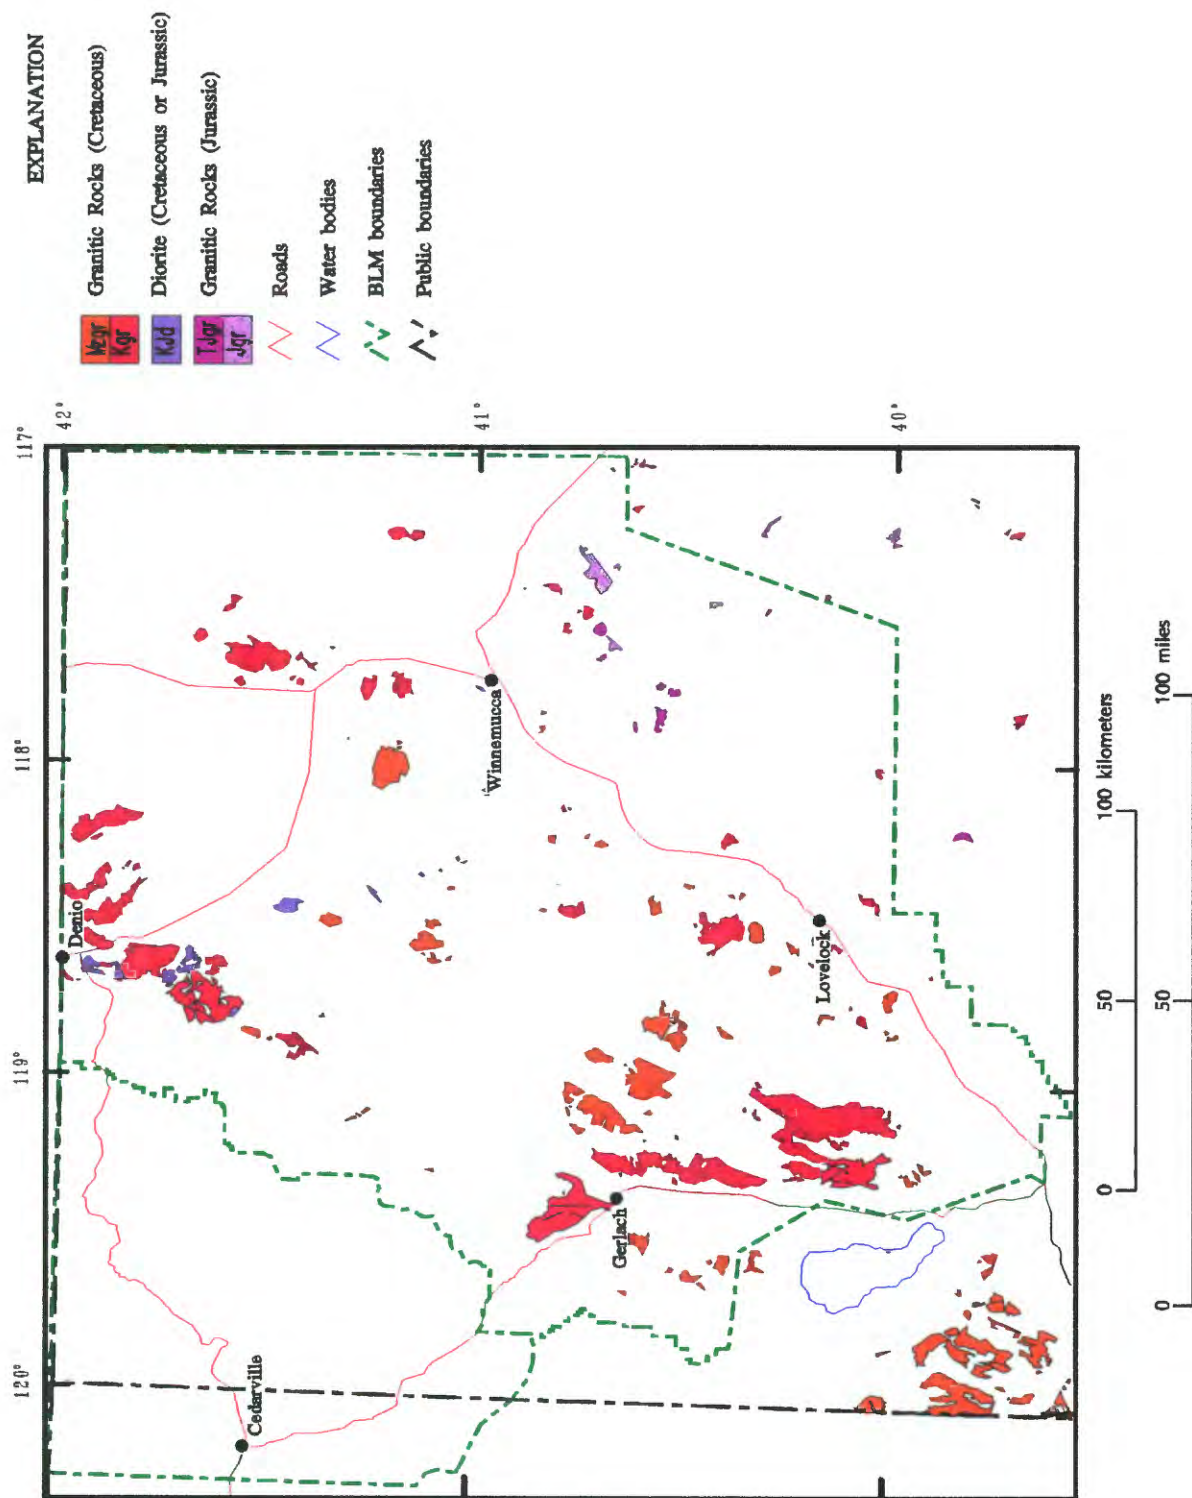 EXPLANATION
Mzgr
Kgr
Granitic Rocks (Cretaceous)
KJd
Diorite (Cretaceous or Jurassic)
TJgr
Jgr
Granitic Rocks (Jurassic)
Roads
Water bodies
BLM boundaries
Public boundaries
120°
119°
118°
117°
42°
41°
40°
Denio
Cedarville
Winnemucca
Gerlach
Lovelock
0
50
100 kilometers
0
50
100 miles